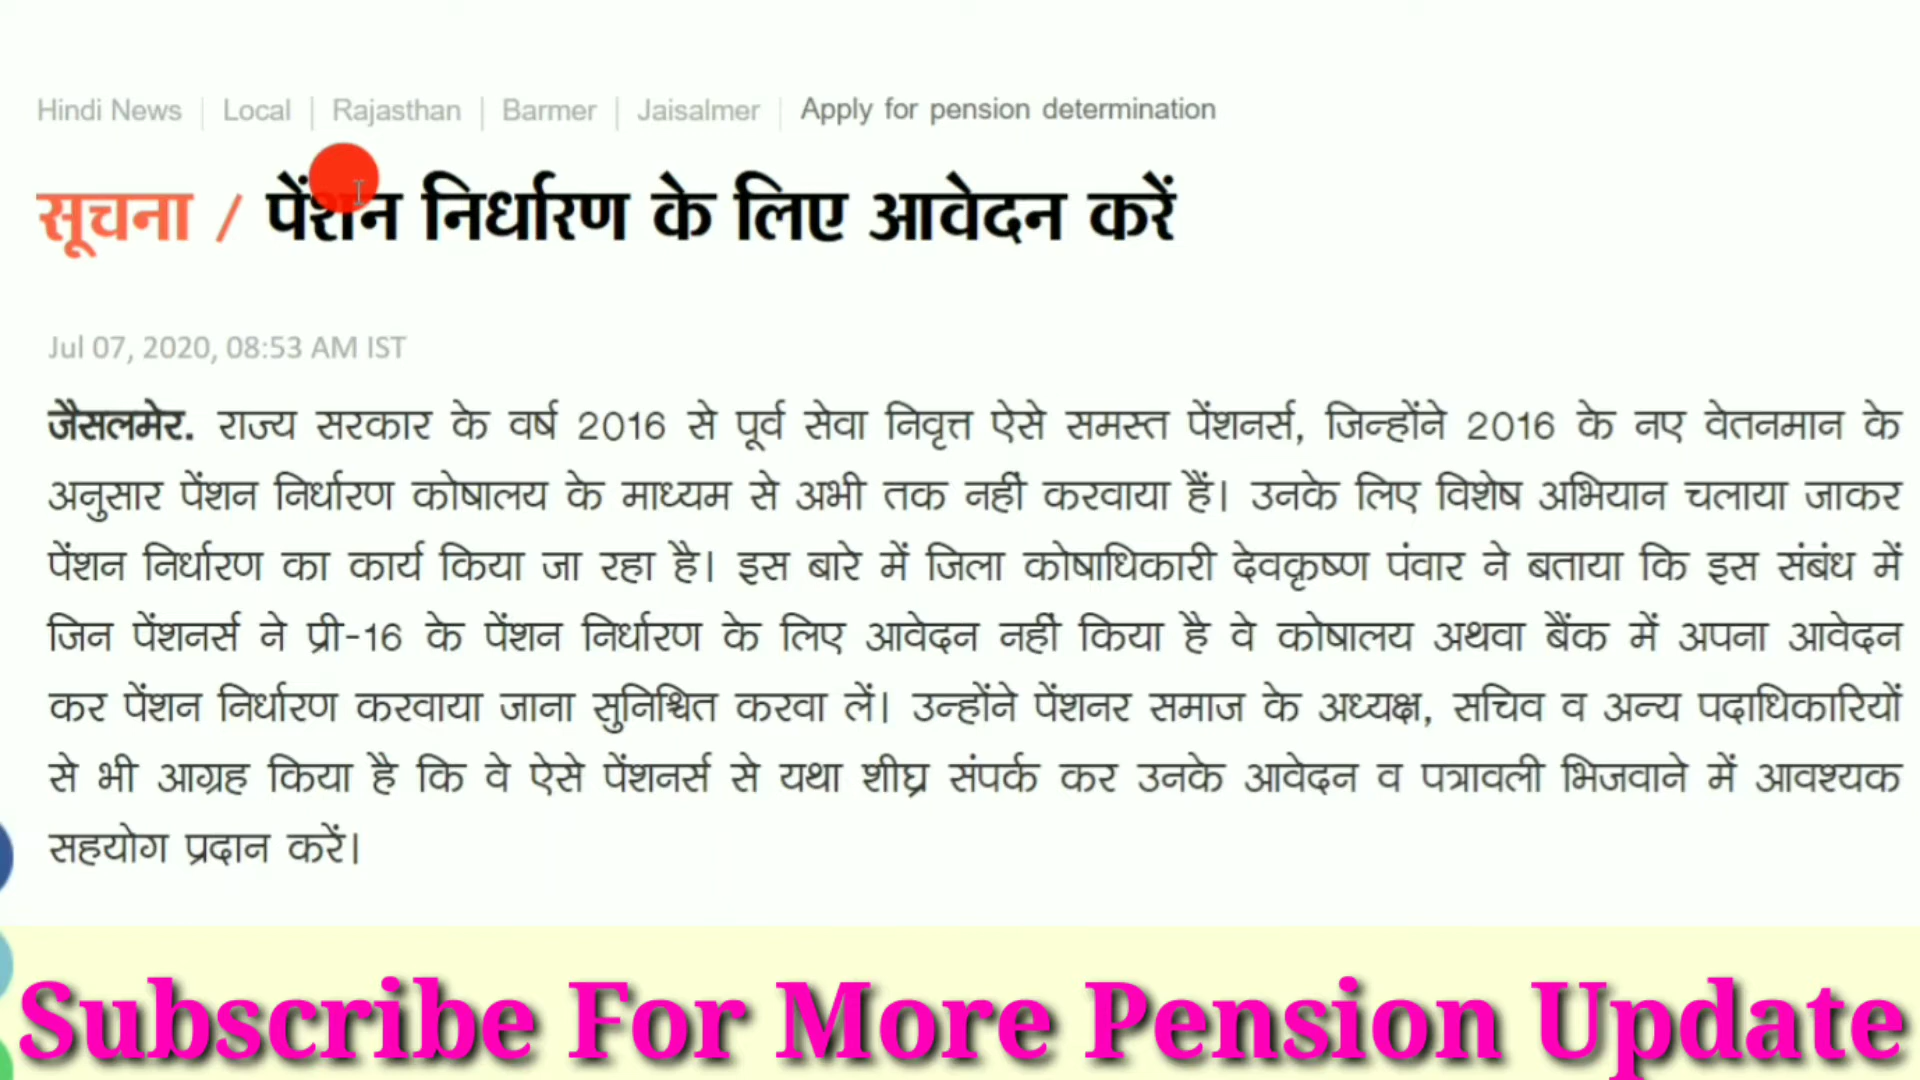 Hindi News | Local | Rajasthan | Barmer | Jaisalmer | Apply for pension determination
सूचना / पेंशन निर्धारण के लिए आवेदन करें
Jul 07, 2020, 08:53 AM IST
जैसलमेर. राज्य सरकार के वर्ष 2016 से पूर्व सेवा निवृत्त ऐसे समस्त पेंशनर्स, जिन्होंने 2016 के नए वेतनमान के
अनुसार पेंशन निर्धारण कोषालय के माध्यम से अभी तक नहीं करवाया हैं। उनके लिए विशेष अभियान चलाया जाकर
पेंशन निर्धारण का कार्य किया जा रहा है। इस बारे में जिला कोषाधिकारी देवकृष्ण पंवार ने बताया कि इस संबंध में
जिन पेंशनर्स ने प्री-16 के पेंशन निर्धारण के लिए आवेदन नहीं किया है वे कोषालय अथवा बैंक में अपना आवेदन
कर पेंशन निर्धारण करवाया जाना सुनिश्चित करवा लें। उन्होंने पेंशनर समाज के अध्यक्ष, सचिव व अन्य पदाधिकारियों
से भी आग्रह किया है कि वे ऐसे पेंशनर्स से यथा शीघ्र संपर्क कर उनके आवेदन व पत्रावली भिजवाने में आवश्यक
सहयोग प्रदान करें।
Subscribe For More Pension Update